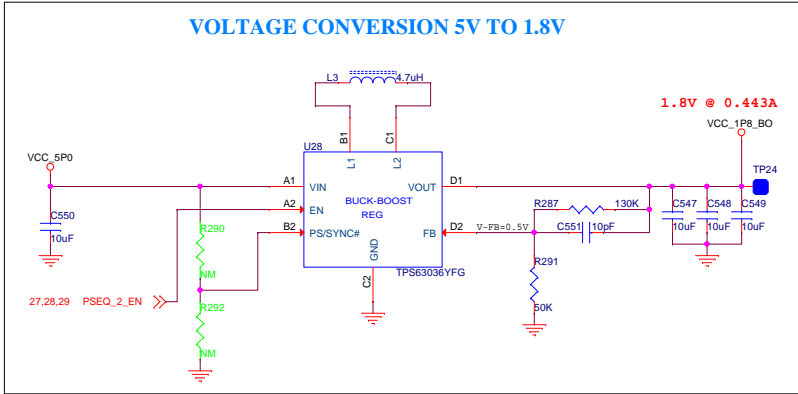 VOLTAGE CONVERSION 5V TO 1.8V
L3 4.7uH
1.8V @ 0.443A
VCC_1P8_BO
B1 C1
U28
VCC_5P0
L1 L2
TP24
A1 VIN VOUT D1
BUCK-BOOST
REG
A2 EN
R287 130K
C550
10uF
C547 C548 C549
10uF 10uF 10uF
B2 PS/SYNC# FB D2 V-FB=0.5V C551 10pF
R290
NM
GND
C2
TPS63036YFG
R291
50K
27,28,29 PSEQ_2_EN
R292
NM